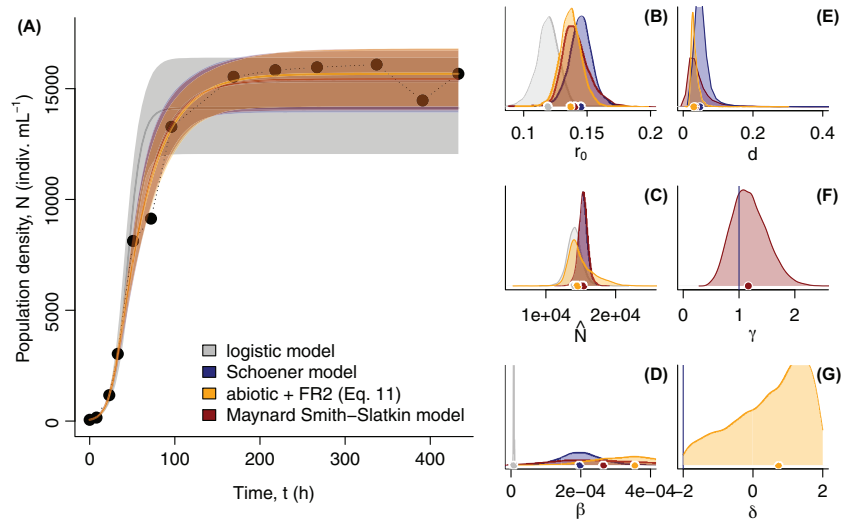 (A)
Population density, N (indiv. mL⁻¹)
0 5000 10000 15000
logistic model
Schoener model
abiotic + FR2 (Eq. 11)
Maynard Smith−Slatkin model
0 100 200 300 400
Time, t (h)
(B)
0.1 0.15 0.2
r₀
(E)
0 0.2 0.4
d
(C)
1e+04 2e+04
N̂
(F)
0 1 2
γ
(D)
0 2e−04 4e−04
β
(G)
−2 0 2
δ